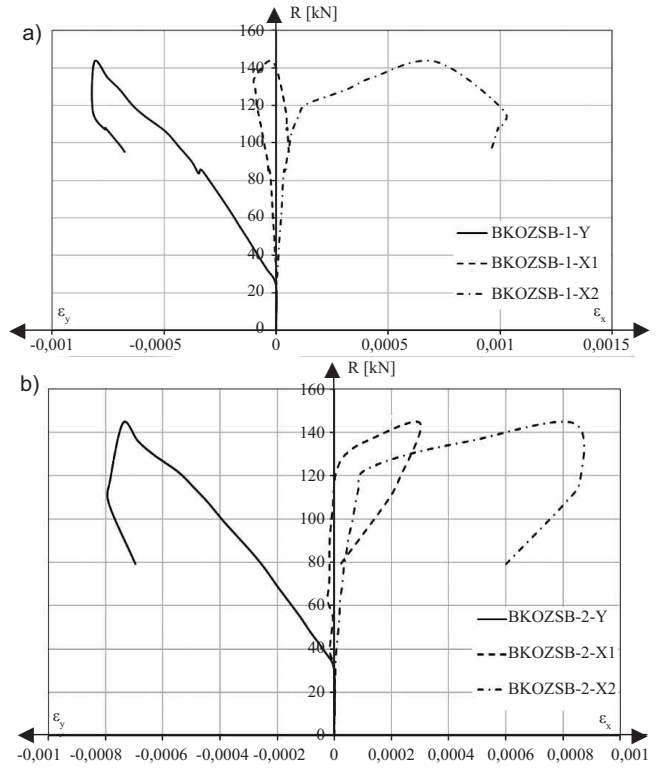 a)
R [kN]
160
140
120
100
80
60
40
20
0
BKOZSB-1-Y
BKOZSB-1-X1
BKOZSB-1-X2
εy
εx
-0,001
-0,0005
0
0,0005
0,001
0,0015
b)
R [kN]
160
140
120
100
80
60
40
20
0
BKOZSB-2-Y
BKOZSB-2-X1
BKOZSB-2-X2
εy
εx
-0,001 -0,0008 -0,0006 -0,0004 -0,0002 0 0,0002 0,0004 0,0006 0,0008 0,001